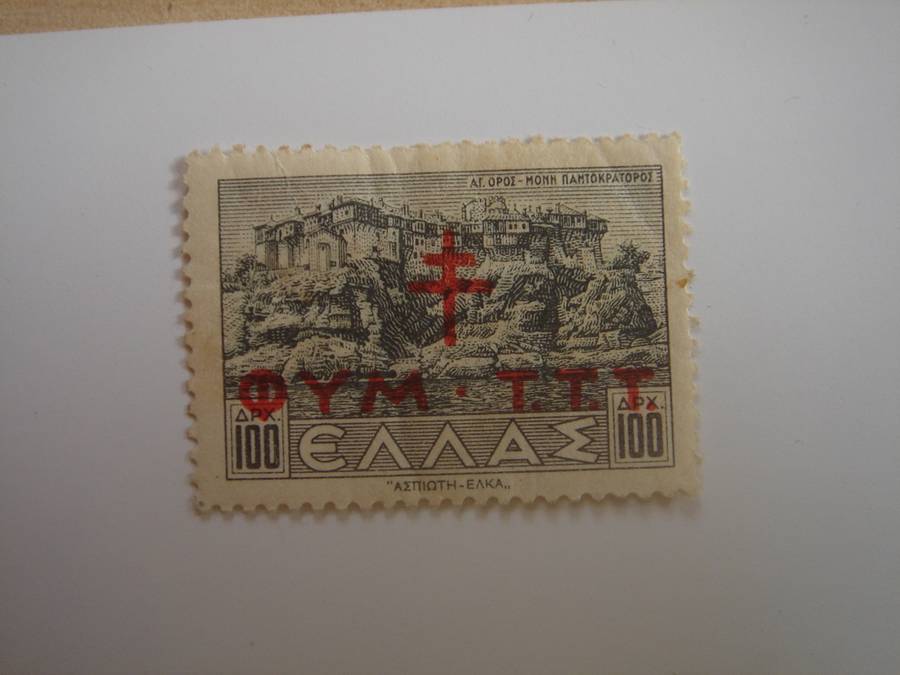 ΑΓ. ΟΡΟΣ - ΜΟΝΗ ΠΑΝΤΟΚΡΑΤΟΡΟΣ
ΦΥΜ · Τ.Τ.Τ.
ΔΡΧ. 100
ΕΛΛΑΣ
ΔΡΧ. 100
"ΑΣΠΙΩΤΗ-ΕΛΚΑ„